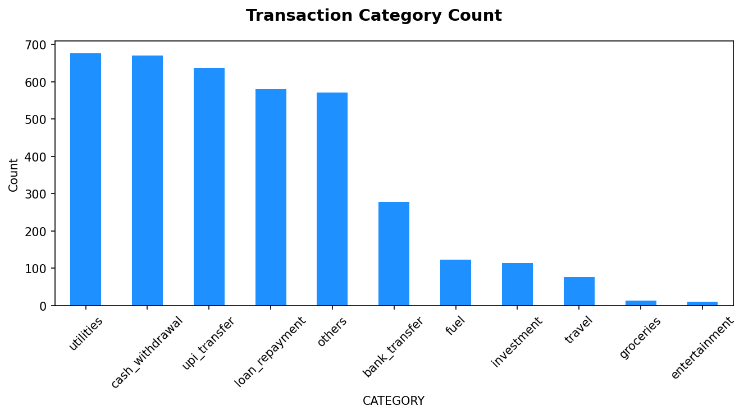 Transaction Category Count
700
600
500
400
300
200
100
0
Count
utilities
cash_withdrawal
upi_transfer
loan_repayment
others
bank_transfer
fuel
investment
travel
groceries
entertainment
CATEGORY